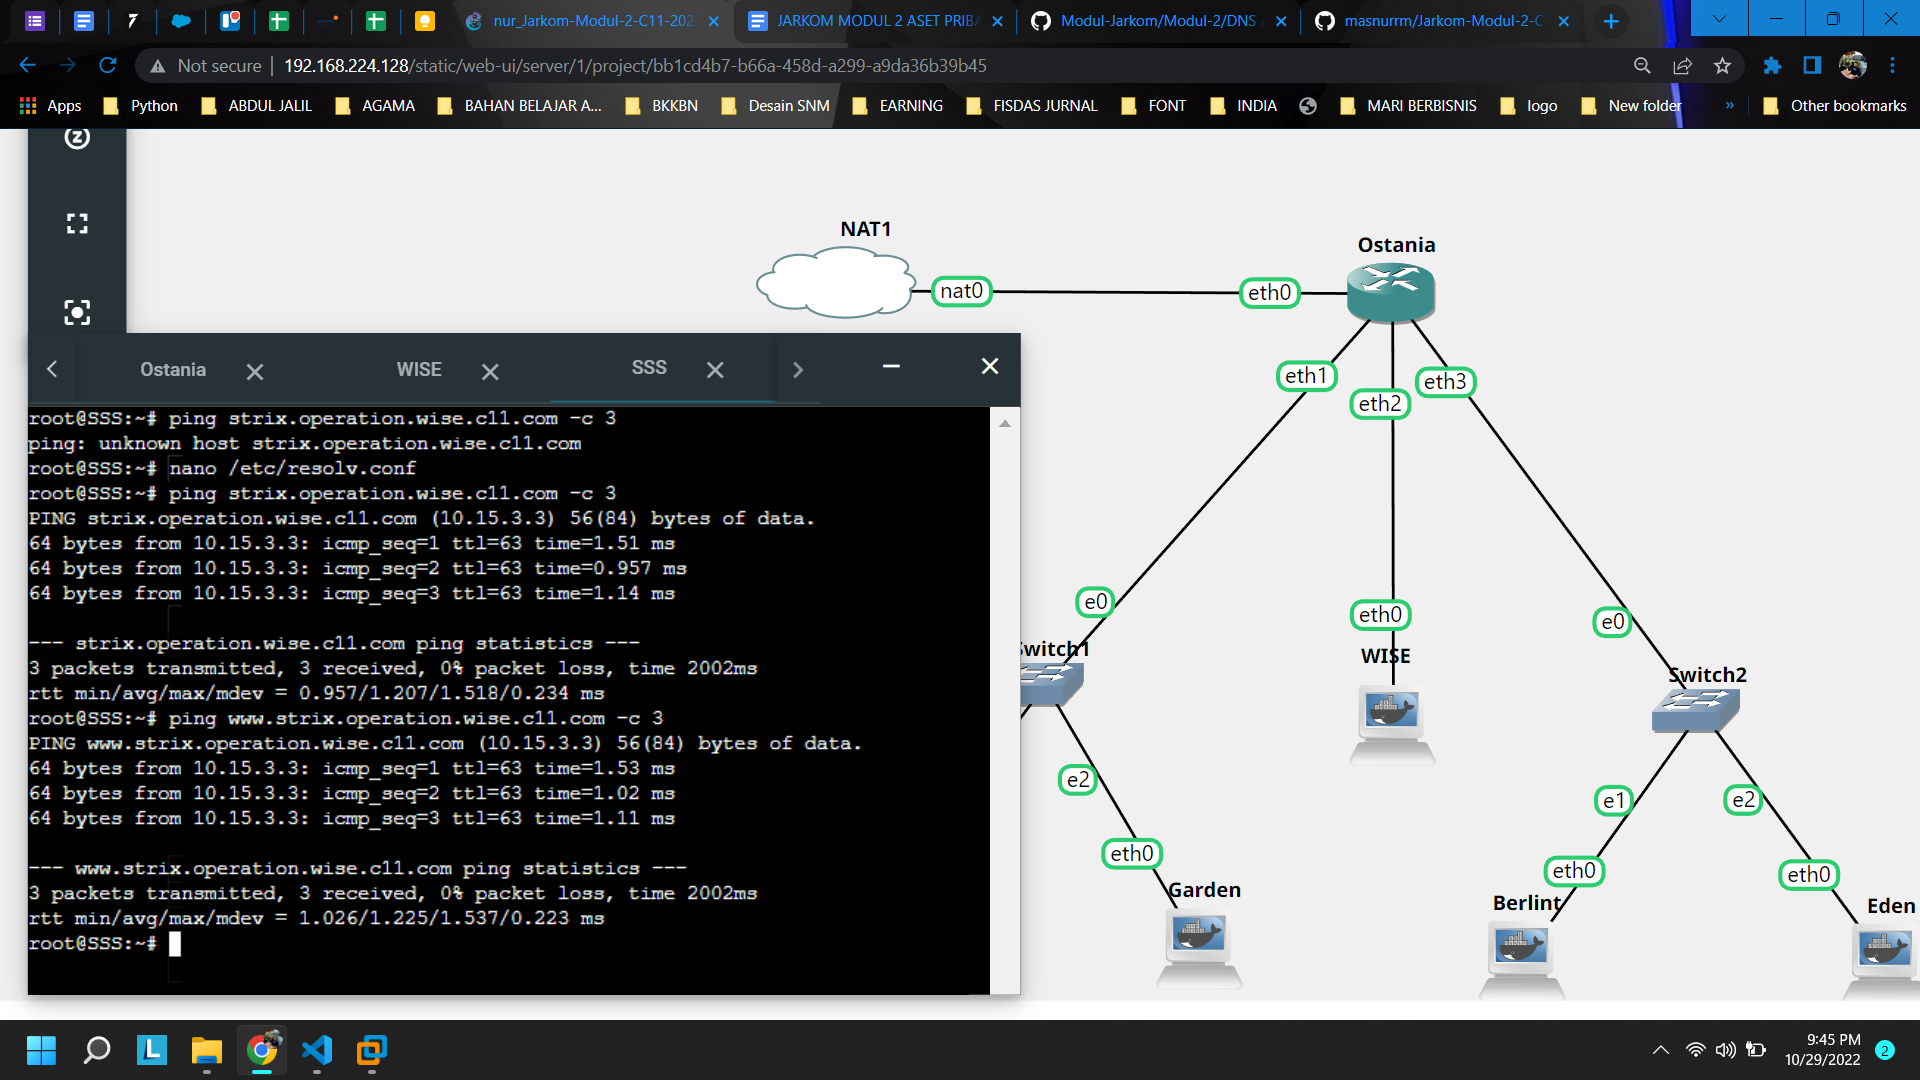 nur_Jarkom-Modul-2-C11-202
JARKOM MODUL 2 ASET PRIBA
Modul-Jarkom/Modul-2/DNS
masnurrm/Jarkom-Modul-2-C
Not secure
192.168.224.128/static/web-ui/server/1/project/bb1cd4b7-b66a-458d-a299-a9da36b39b45
Apps
Python
ABDUL JALIL
AGAMA
BAHAN BELAJAR A...
BKKBN
Desain SNM
EARNING
FISDAS JURNAL
FONT
INDIA
MARI BERBISNIS
logo
New folder
»
Other bookmarks
NAT1
Ostania
nat0
eth0
eth1
eth2
eth3
Ostania
WISE
SSS
root@SSS:~# ping strix.operation.wise.c11.com -c 3
ping: unknown host strix.operation.wise.c11.com
root@SSS:~# nano /etc/resolv.conf
root@SSS:~# ping strix.operation.wise.c11.com -c 3
PING strix.operation.wise.c11.com (10.15.3.3) 56(84) bytes of data.
64 bytes from 10.15.3.3: icmp_seq=1 ttl=63 time=1.51 ms
64 bytes from 10.15.3.3: icmp_seq=2 ttl=63 time=0.957 ms
64 bytes from 10.15.3.3: icmp_seq=3 ttl=63 time=1.14 ms
--- strix.operation.wise.c11.com ping statistics ---
3 packets transmitted, 3 received, 0% packet loss, time 2002ms
rtt min/avg/max/mdev = 0.957/1.207/1.518/0.234 ms
root@SSS:~# ping www.strix.operation.wise.c11.com -c 3
PING www.strix.operation.wise.c11.com (10.15.3.3) 56(84) bytes of data.
64 bytes from 10.15.3.3: icmp_seq=1 ttl=63 time=1.53 ms
64 bytes from 10.15.3.3: icmp_seq=2 ttl=63 time=1.02 ms
64 bytes from 10.15.3.3: icmp_seq=3 ttl=63 time=1.11 ms
--- www.strix.operation.wise.c11.com ping statistics ---
3 packets transmitted, 3 received, 0% packet loss, time 2002ms
rtt min/avg/max/mdev = 1.026/1.225/1.537/0.223 ms
root@SSS:~#
e0
eth0
e0
Switch1
WISE
Switch2
e2
e1
e2
eth0
eth0
eth0
Garden
Berlint
Eden
9:45 PM
10/29/2022
2